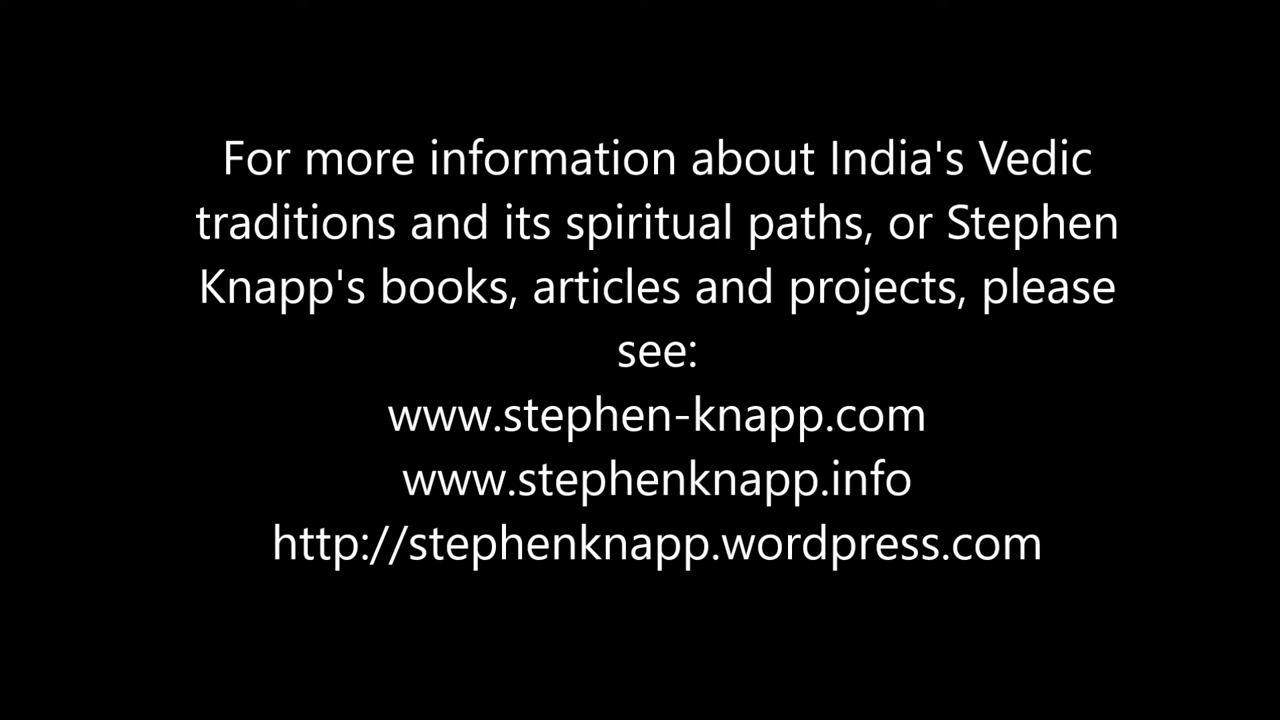 For more information about India's Vedic
traditions and its spiritual paths, or Stephen
Knapp's books, articles and projects, please
see:
www.stephen-knapp.com
www.stephenknapp.info
http://stephenknapp.wordpress.com